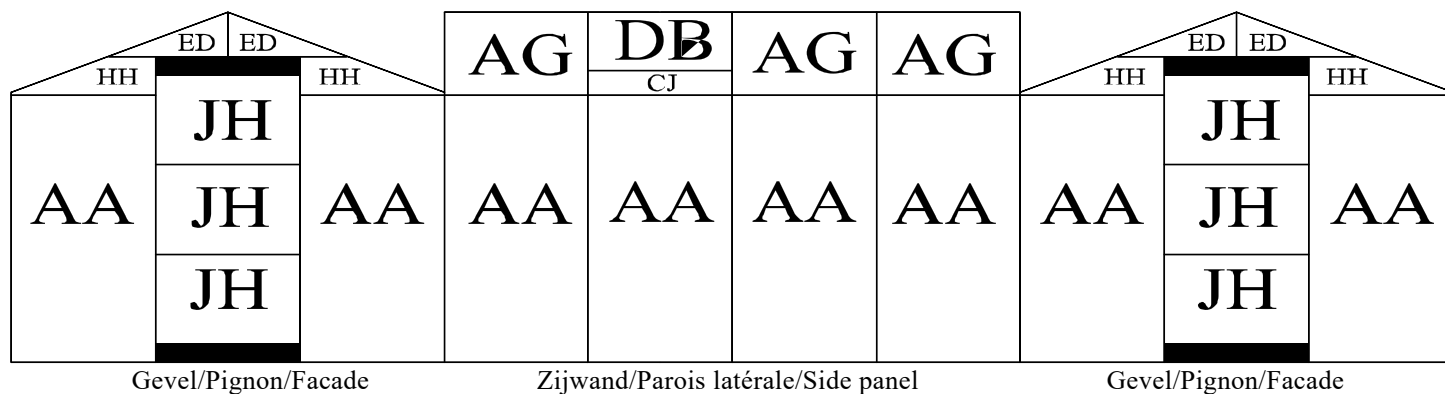 ED ED
HH HH
JH
JH
JH
AA AA
Gevel/Pignon/Facade
AG DB AG AG
CJ
AA AA AA AA
Zijwand/Parois latérale/Side panel
ED ED
HH HH
JH
JH
JH
AA AA
Gevel/Pignon/Facade